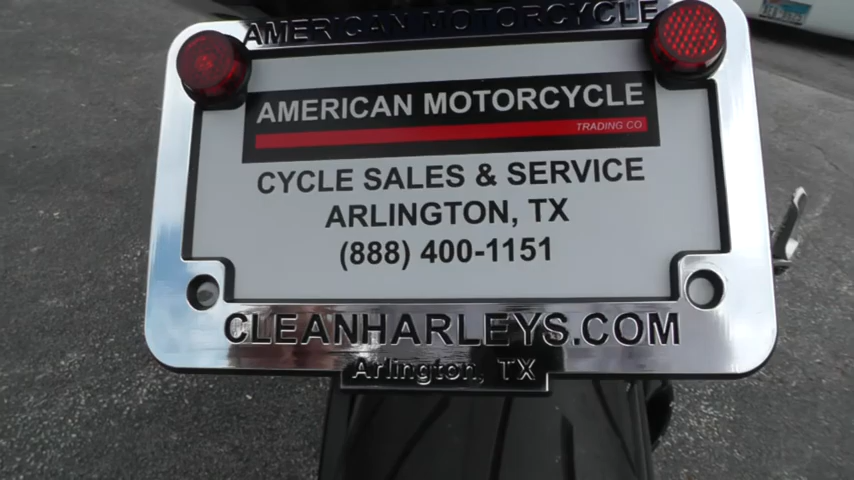 AMERICAN MOTORCYCLE
AMERICAN MOTORCYCLE
TRADING CO
CYCLE SALES & SERVICE
ARLINGTON, TX
(888) 400-1151
CLEANHARLEYS.COM
Arlington, TX